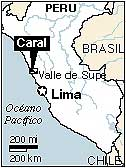 PERU
Caral
BRASIL
Valle de Supe
Lima
Océano
Pacífico
200 mi
200 km
CHILE